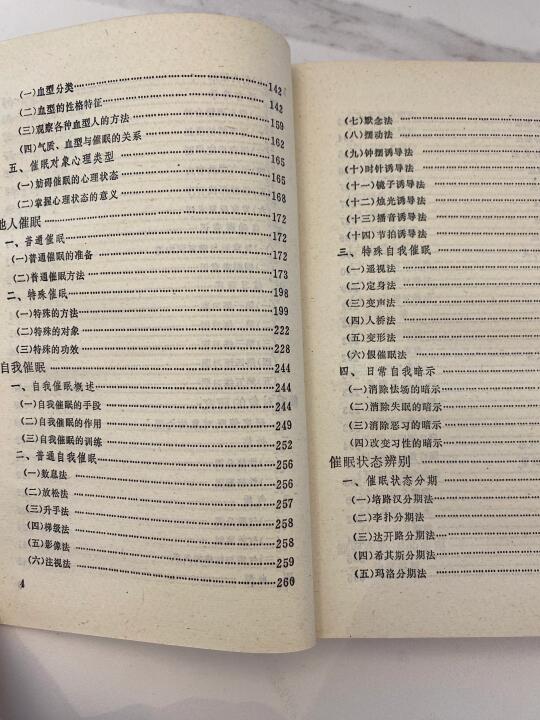 (一)血型分类……142
(二)血型的性格特征……142
(三)观察各种血型人的方法……159
(四)气质、血型与催眠的关系……162
五、催眠对象心理类型……165
(一)妨碍催眠的心理状态……165
(二)掌握心理状态的意义……168
他人催眠……172
一、普通催眠……172
(一)普通催眠的准备……172
(二)普通催眠方法……173
二、特殊催眠……198
(一)特殊的方法……199
(二)特殊的对象……222
(三)特殊的功效……228
自我催眠……244
一、自我催眠概述……244
(一)自我催眠的手段……244
(二)自我催眠的作用……249
(三)自我催眠的训练……252
二、普通自我催眠……256
(一)数息法……256
(二)放松法……257
(三)升手法……258
(四)梯级法……258
(五)影像法……259
(六)注视法……260
4
(七)默念法……
(八)摆动法……
(九)钟摆诱导法……
(十)时针诱导法……
(十一)镜子诱导法……
(十二)烛光诱导法……
(十三)播音诱导法……
(十四)节拍诱导法……
三、特殊自我催眠……
(一)遥视法……
(二)定身法……
(三)变声法……
(四)人桥法……
(五)变形法……
(六)假催眠法……
四、日常自我暗示……
(一)消除怯场的暗示……
(二)消除失眠的暗示……
(三)消除恶习的暗示……
(四)改变习性的暗示……
催眠状态辨别……
一、催眠状态分期……
(一)培路汉分期法……
(二)李扑分期法……
(三)达开路分期法……
(四)希其斯分期法……
(五)玛洛分期法……